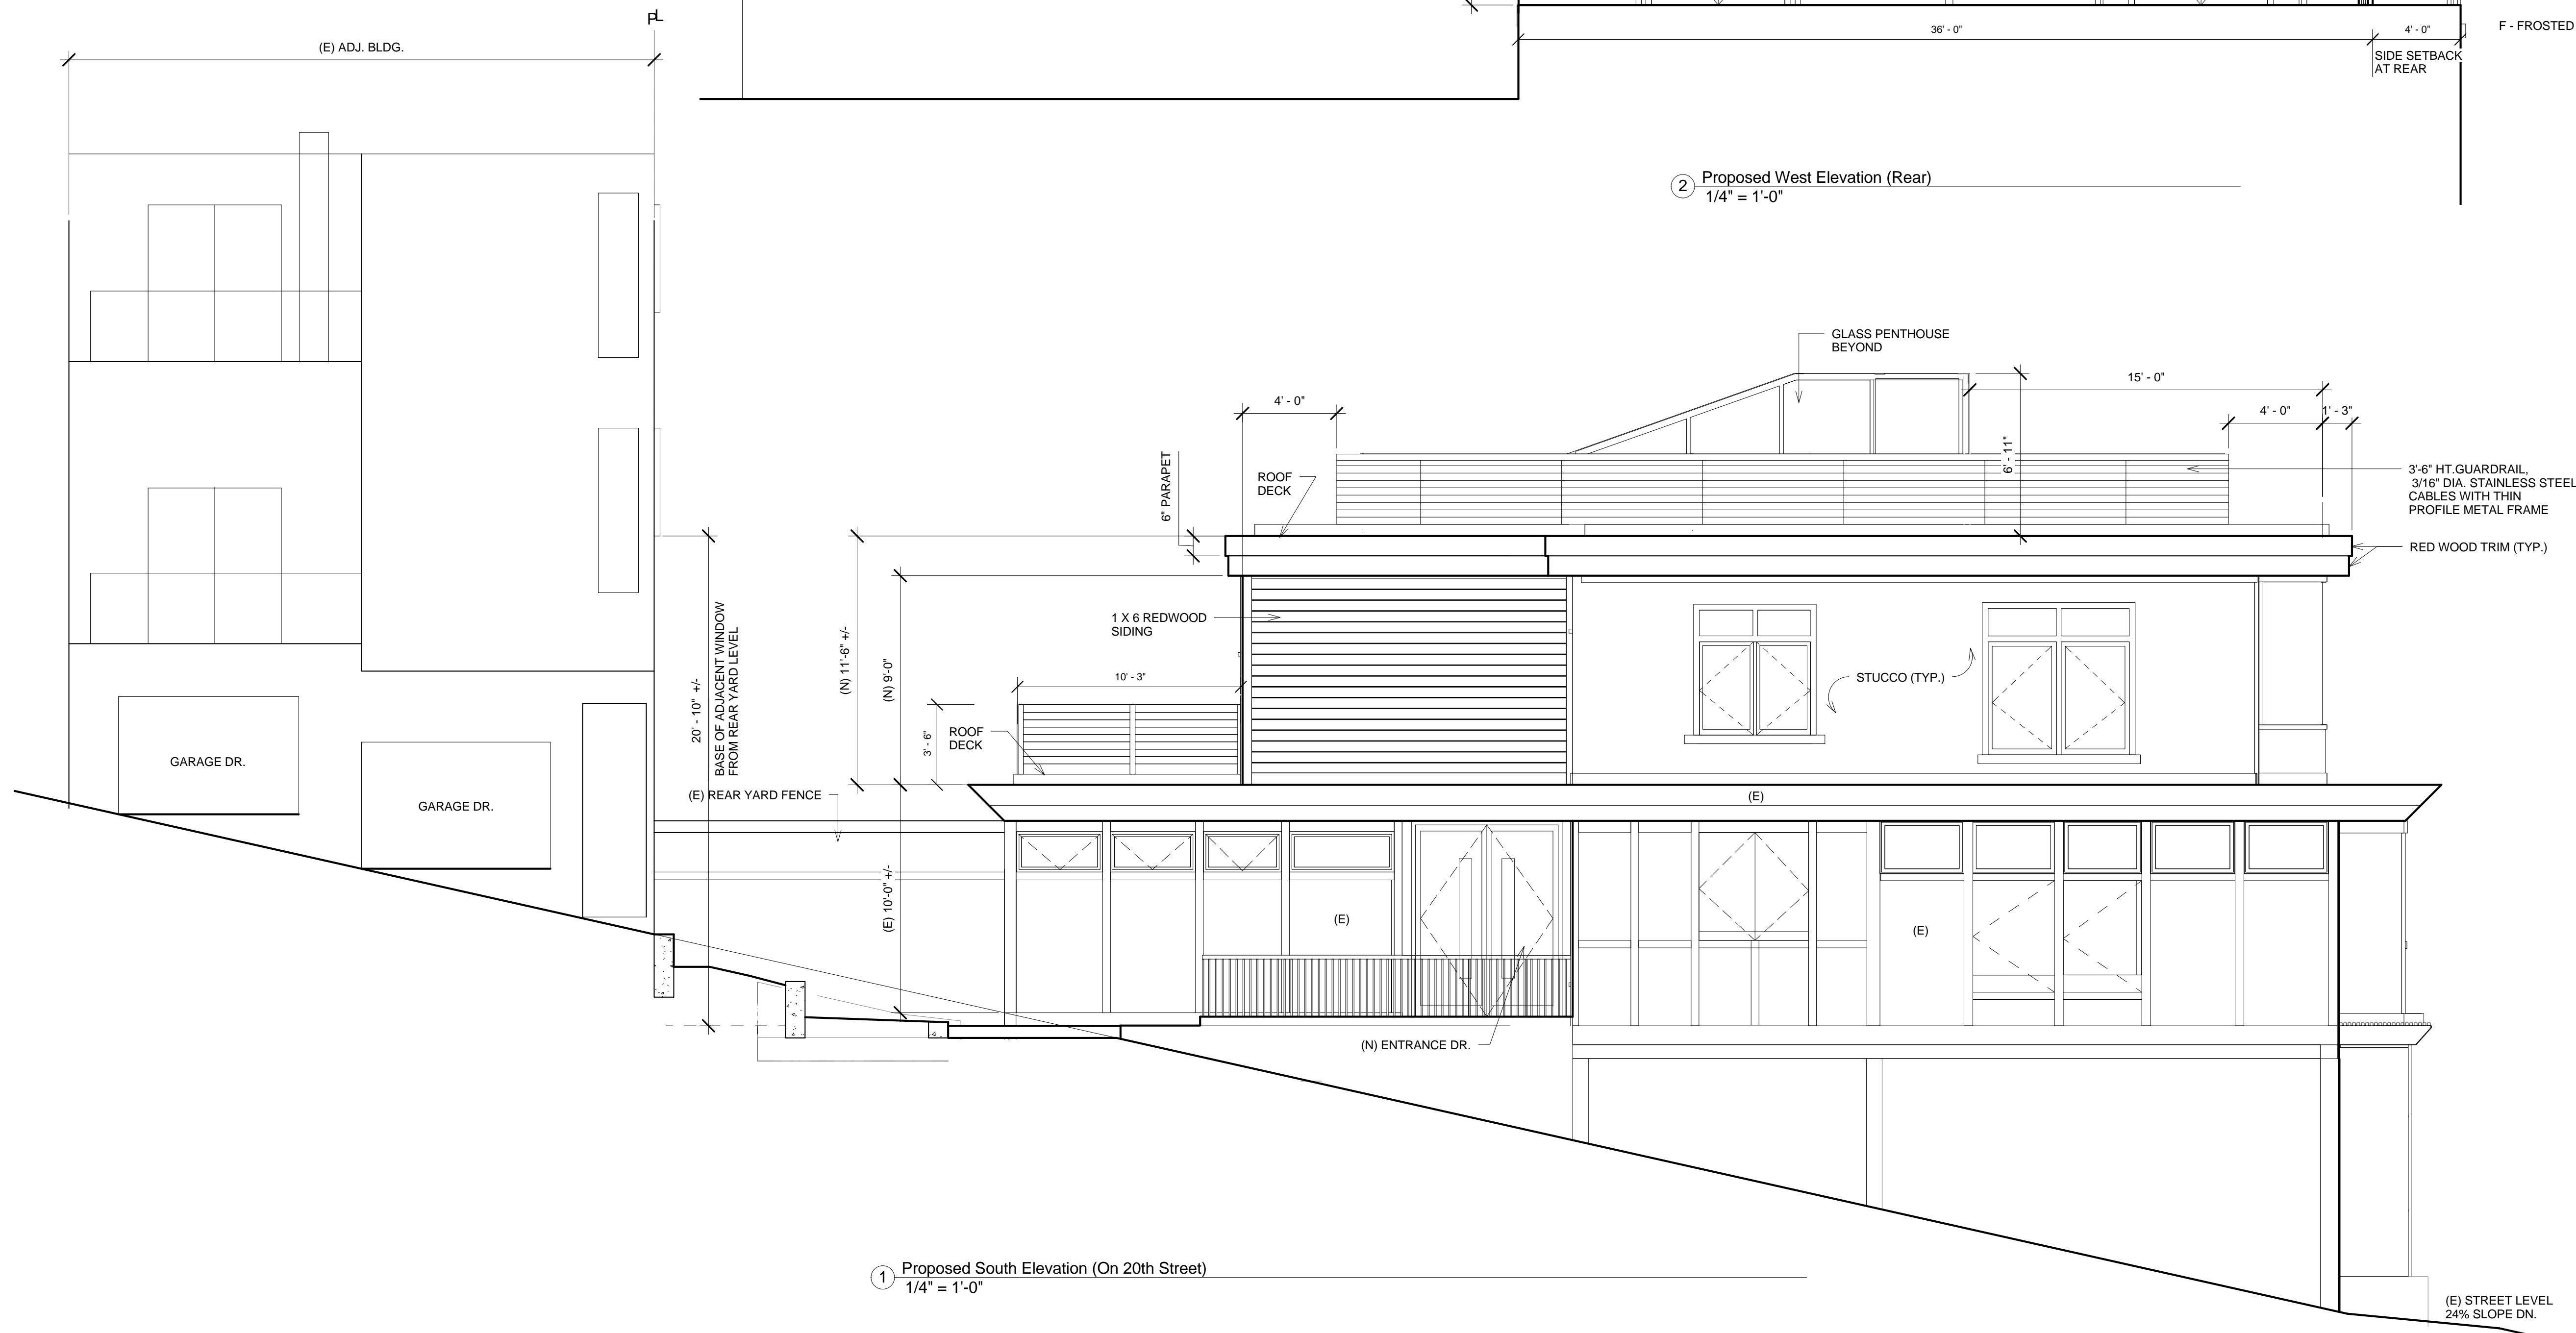 PL
(E) ADJ. BLDG.
36' - 0"
4' - 0"
F - FROSTED
SIDE SETBACK
AT REAR
2
Proposed West Elevation (Rear)
1/4" = 1'-0"
GLASS PENTHOUSE
BEYOND
15' - 0"
4' - 0"
4' - 0"
1' - 3"
6' - 11"
6" PARAPET
ROOF
DECK
3'-6" HT.GUARDRAIL,
3/16" DIA. STAINLESS STEEL
CABLES WITH THIN
PROFILE METAL FRAME
RED WOOD TRIM (TYP.)
1 X 6 REDWOOD
SIDING
(N) 11'-6" +/-
(N) 9'-0"
20' - 10" +/-
BASE OF ADJACENT WINDOW
FROM REAR YARD LEVEL
STUCCO (TYP.)
10' - 3"
3' - 6"
ROOF
DECK
GARAGE DR.
GARAGE DR.
(E) REAR YARD FENCE
(E)
(E) 10'-0" +/-
(E)
(E)
(N) ENTRANCE DR.
1
Proposed South Elevation (On 20th Street)
1/4" = 1'-0"
(E) STREET LEVEL
24% SLOPE DN.